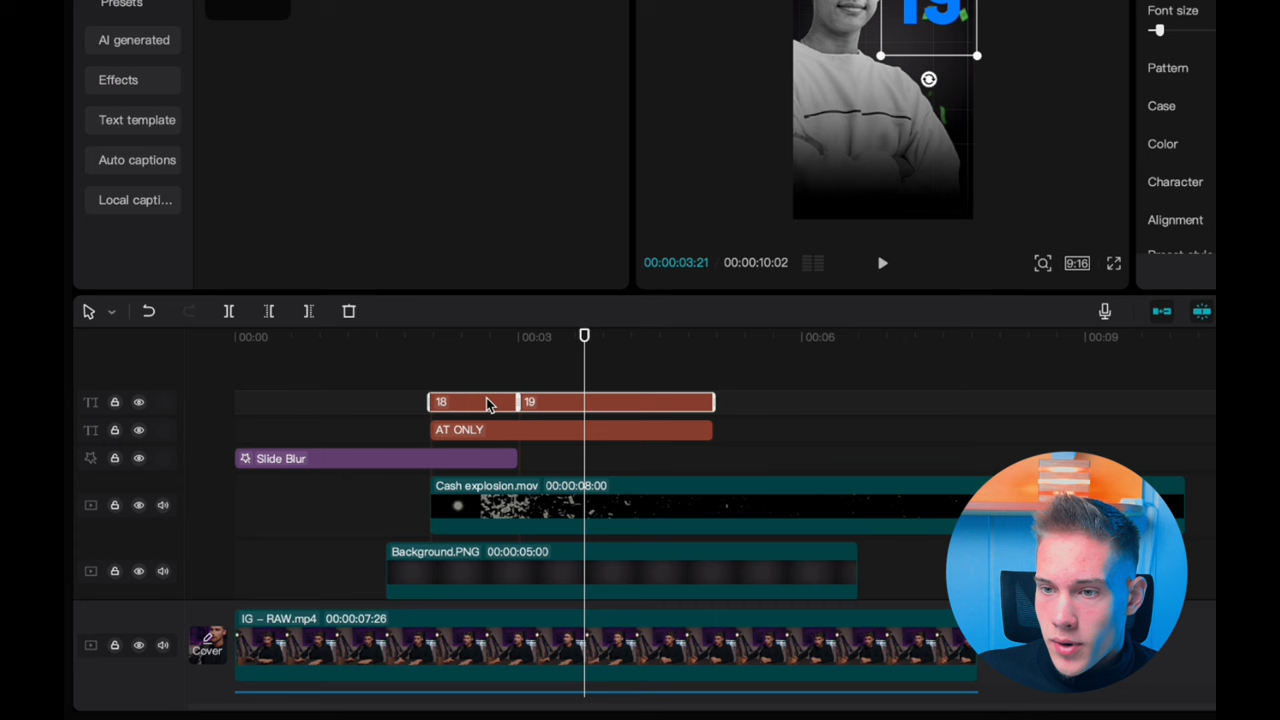 Presets
AI generated
Effects
Text template
Auto captions
Local capti...
19
Font size
Pattern
Case
Color
Character
Alignment
00:00:03:21 00:00:10:02
9:16
00:00 00:03 00:06 00:09
18 19
AT ONLY
Slide Blur
Cash explosion.mov 00:00:08:00
Background.PNG 00:00:05:00
IG – RAW.mp4 00:00:07:26
Cover